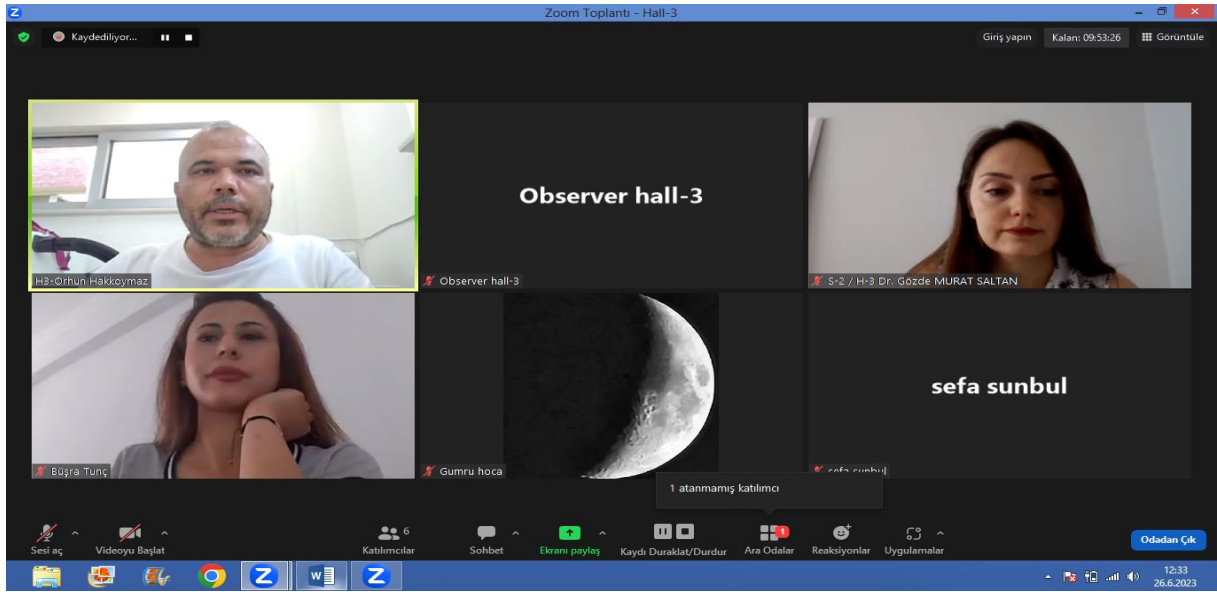 Zoom Toplantı - Hall-3
Kaydediliyor...
Giriş yapın
Kalan: 09:53:26
Görüntüle
H3-Orhun Hakkoymaz
Observer hall-3
Observer hall-3
S-2 / H-3 Dr. Gözde MURAT SALTAN
Büşra Tunç
Gumru hoca
sefa sunbul
sefa sunbul
1 atanmamış katılımcı
6
1
Sesi aç
Videoyu Başlat
Katılımcılar
Sohbet
Ekranı paylaş
Kaydı Duraklat/Durdur
Ara Odalar
Reaksiyonlar
Uygulamalar
Odadan Çık
12:33
26.6.2023